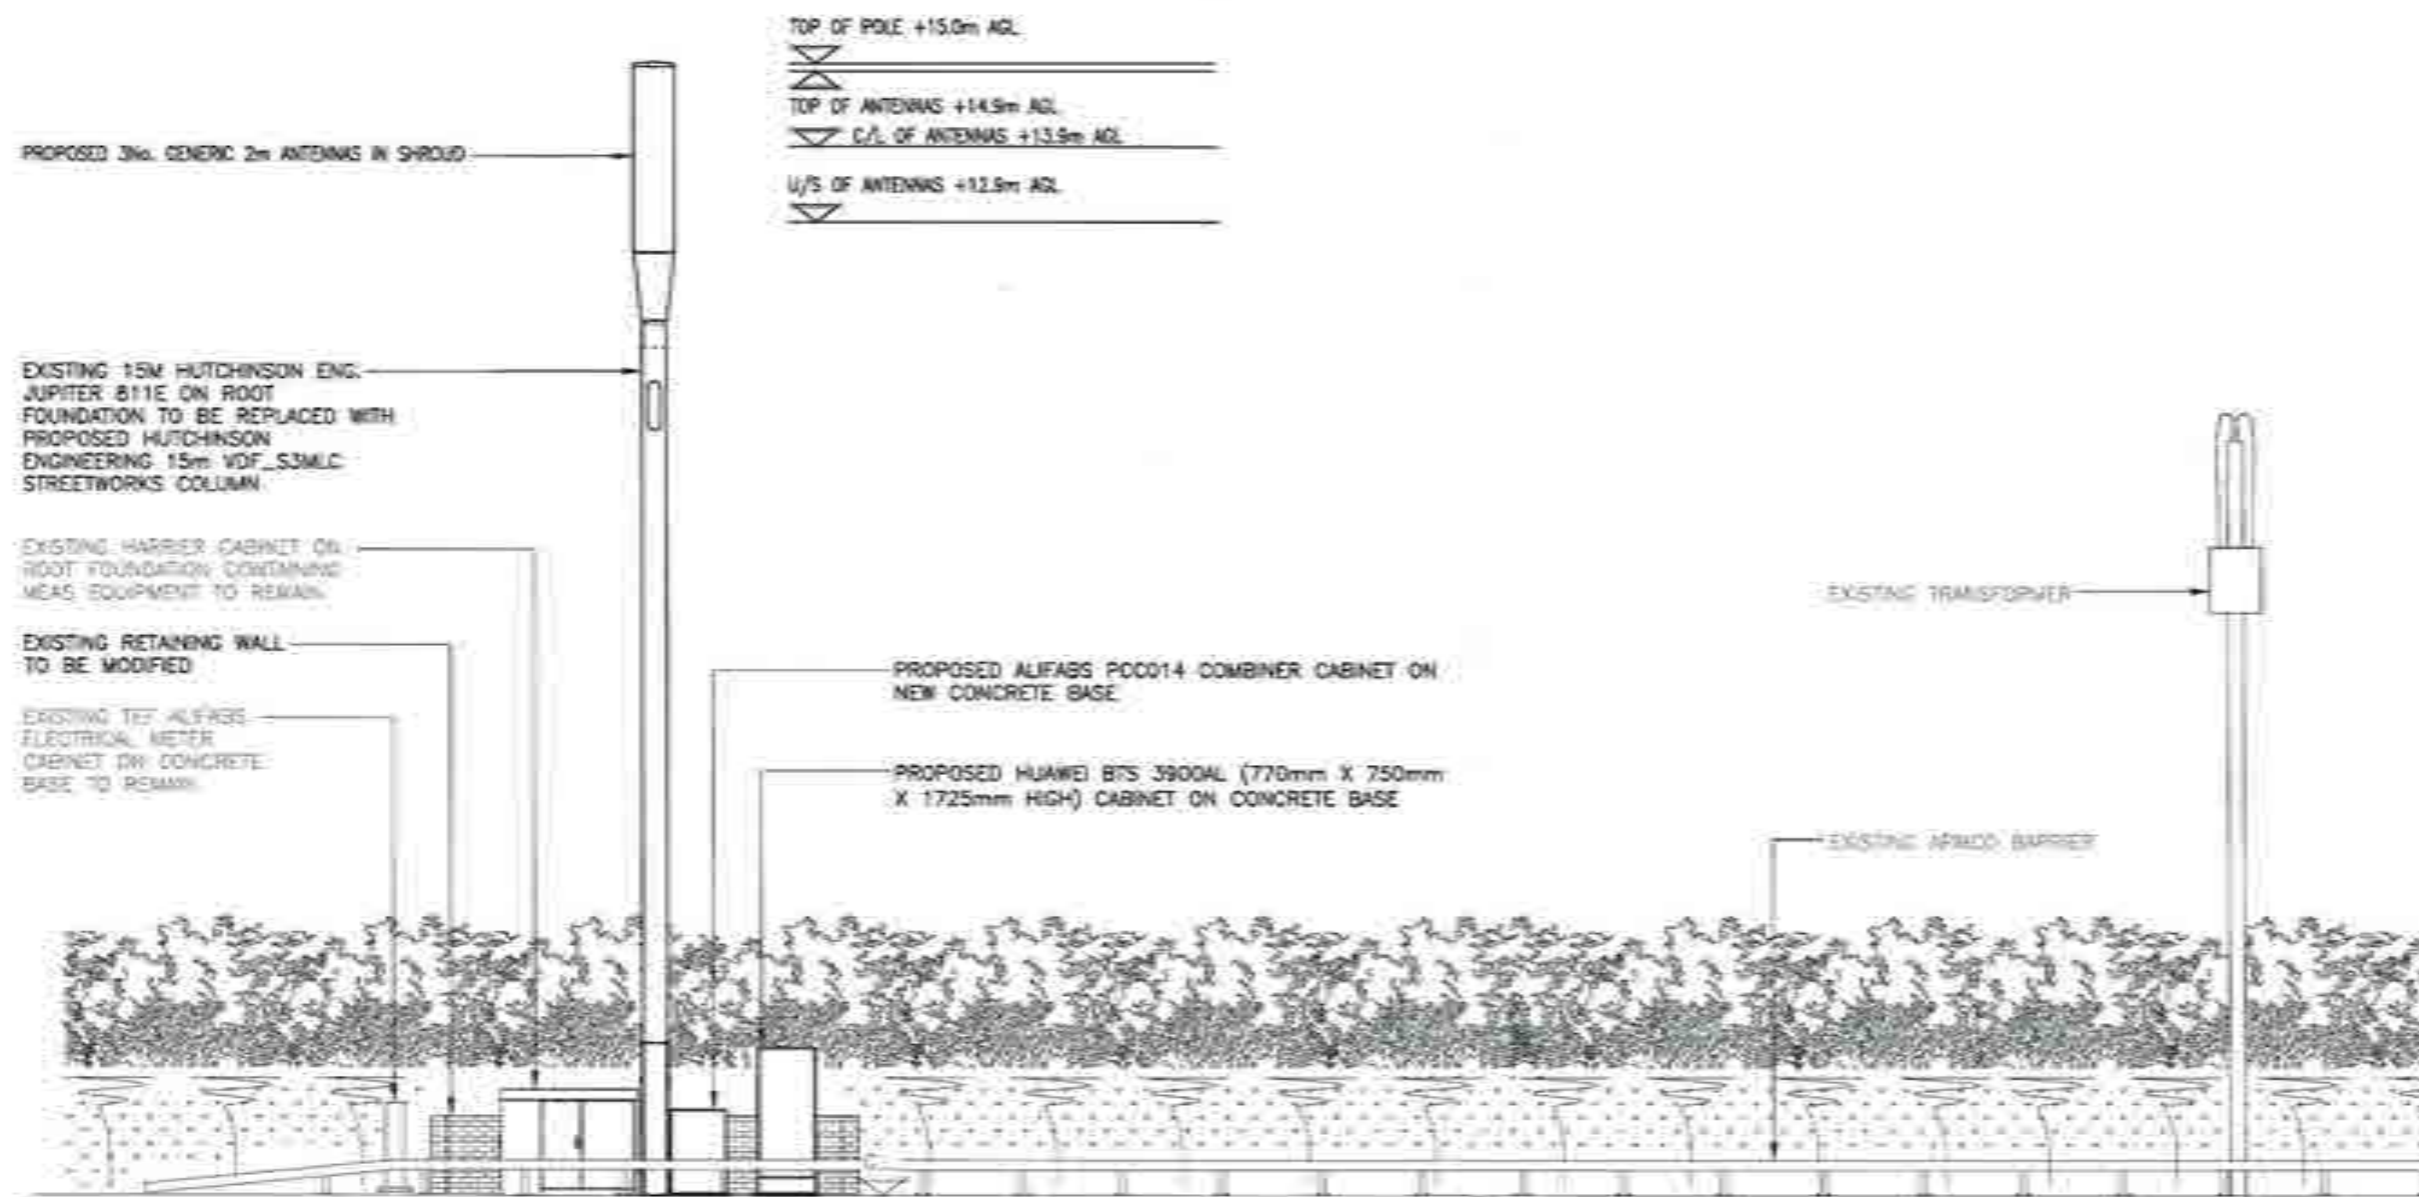 TOP OF POLE +15.0m AGL
TOP OF ANTENNAS +14.9m AGL
C/L OF ANTENNAS +13.9m AGL
U/S OF ANTENNAS +12.9m AGL
PROPOSED 3No. GENERIC 2m ANTENNAS IN SHROUD
EXISTING 15M HUTCHINSON ENG.
JUPITER 811E ON ROOT
FOUNDATION TO BE REPLACED WITH
PROPOSED HUTCHINSON
ENGINEERING 15m VDF_S3MLC
STREETWORKS COLUMN
EXISTING HARRIER CABINET ON
ROOT FOUNDATION CONTAINING
MEAS EQUIPMENT TO REMAIN.
EXISTING RETAINING WALL
TO BE MODIFIED
EXISTING TEF ALIFABS
ELECTRICAL METER
CABINET ON CONCRETE
BASE TO REMAIN.
PROPOSED ALIFABS PCC014 COMBINER CABINET ON
NEW CONCRETE BASE
PROPOSED HUAWEI BTS 3900AL (770mm X 750mm
X 1725mm HIGH) CABINET ON CONCRETE BASE
EXISTING TRANSFORMER
EXISTING ARMCO BARRIER